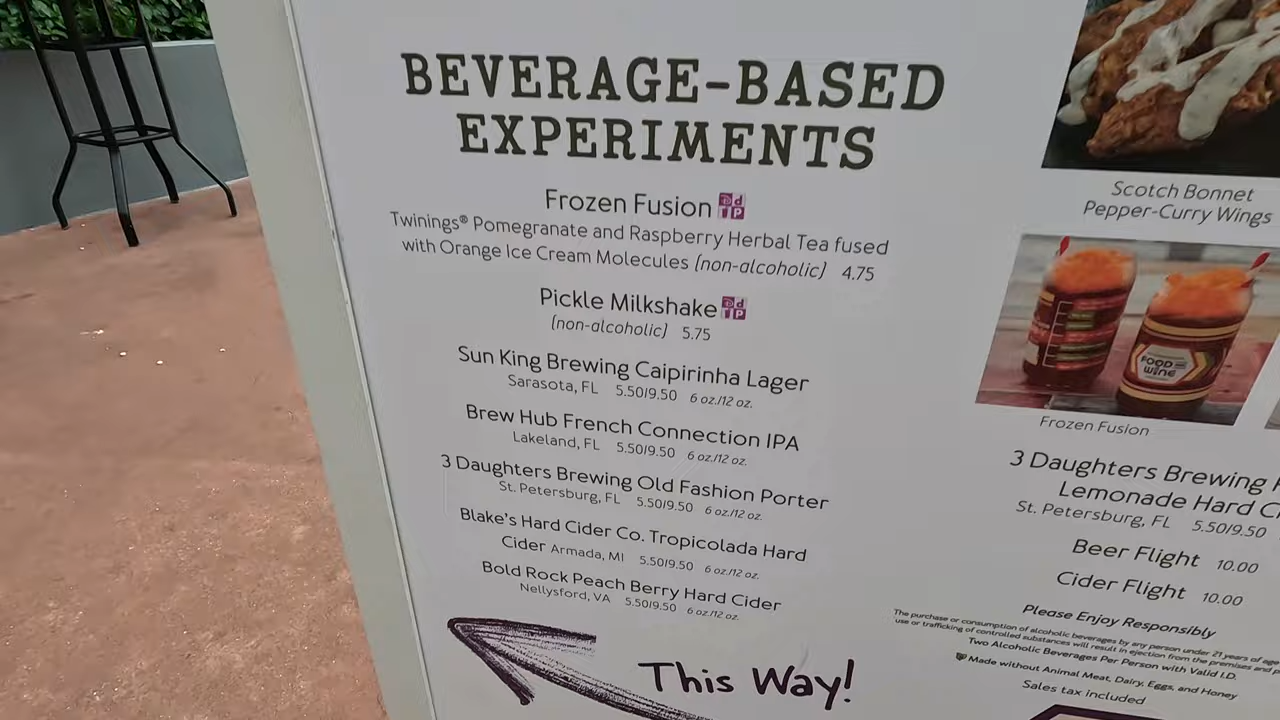 BEVERAGE-BASED
EXPERIMENTS
Frozen Fusion
Twinings® Pomegranate and Raspberry Herbal Tea fused
with Orange Ice Cream Molecules (non-alcoholic) 4.75
Pickle Milkshake
(non-alcoholic) 5.75
Sun King Brewing Caipirinha Lager
Sarasota, FL 5.50/9.50 6 oz./12 oz.
Brew Hub French Connection IPA
Lakeland, FL 5.50/9.50 6 oz./12 oz.
3 Daughters Brewing Old Fashion Porter
St. Petersburg, FL 5.50/9.50 6 oz./12 oz.
Blake's Hard Cider Co. Tropicolada Hard
Cider Armada, MI 5.50/9.50 6 oz./12 oz.
Bold Rock Peach Berry Hard Cider
Nellysford, VA 5.50/9.50 6 oz./12 oz.
This Way!
Scotch Bonnet
Pepper-Curry Wings
FOOD AND
WINE
Frozen Fusion
3 Daughters Brewing
Lemonade Hard
St. Petersburg, FL 5.50/9.50
Beer Flight 10.00
Cider Flight 10.00
Please Enjoy Responsibly
The purchase or consumption of alcoholic beverages by any person under 21 years of
use or trafficking of controlled substances will result in ejection from the premises and
Two Alcoholic Beverages Per Person with Valid I.D.
Made without Animal Meat, Dairy, Eggs, and Honey
Sales tax included